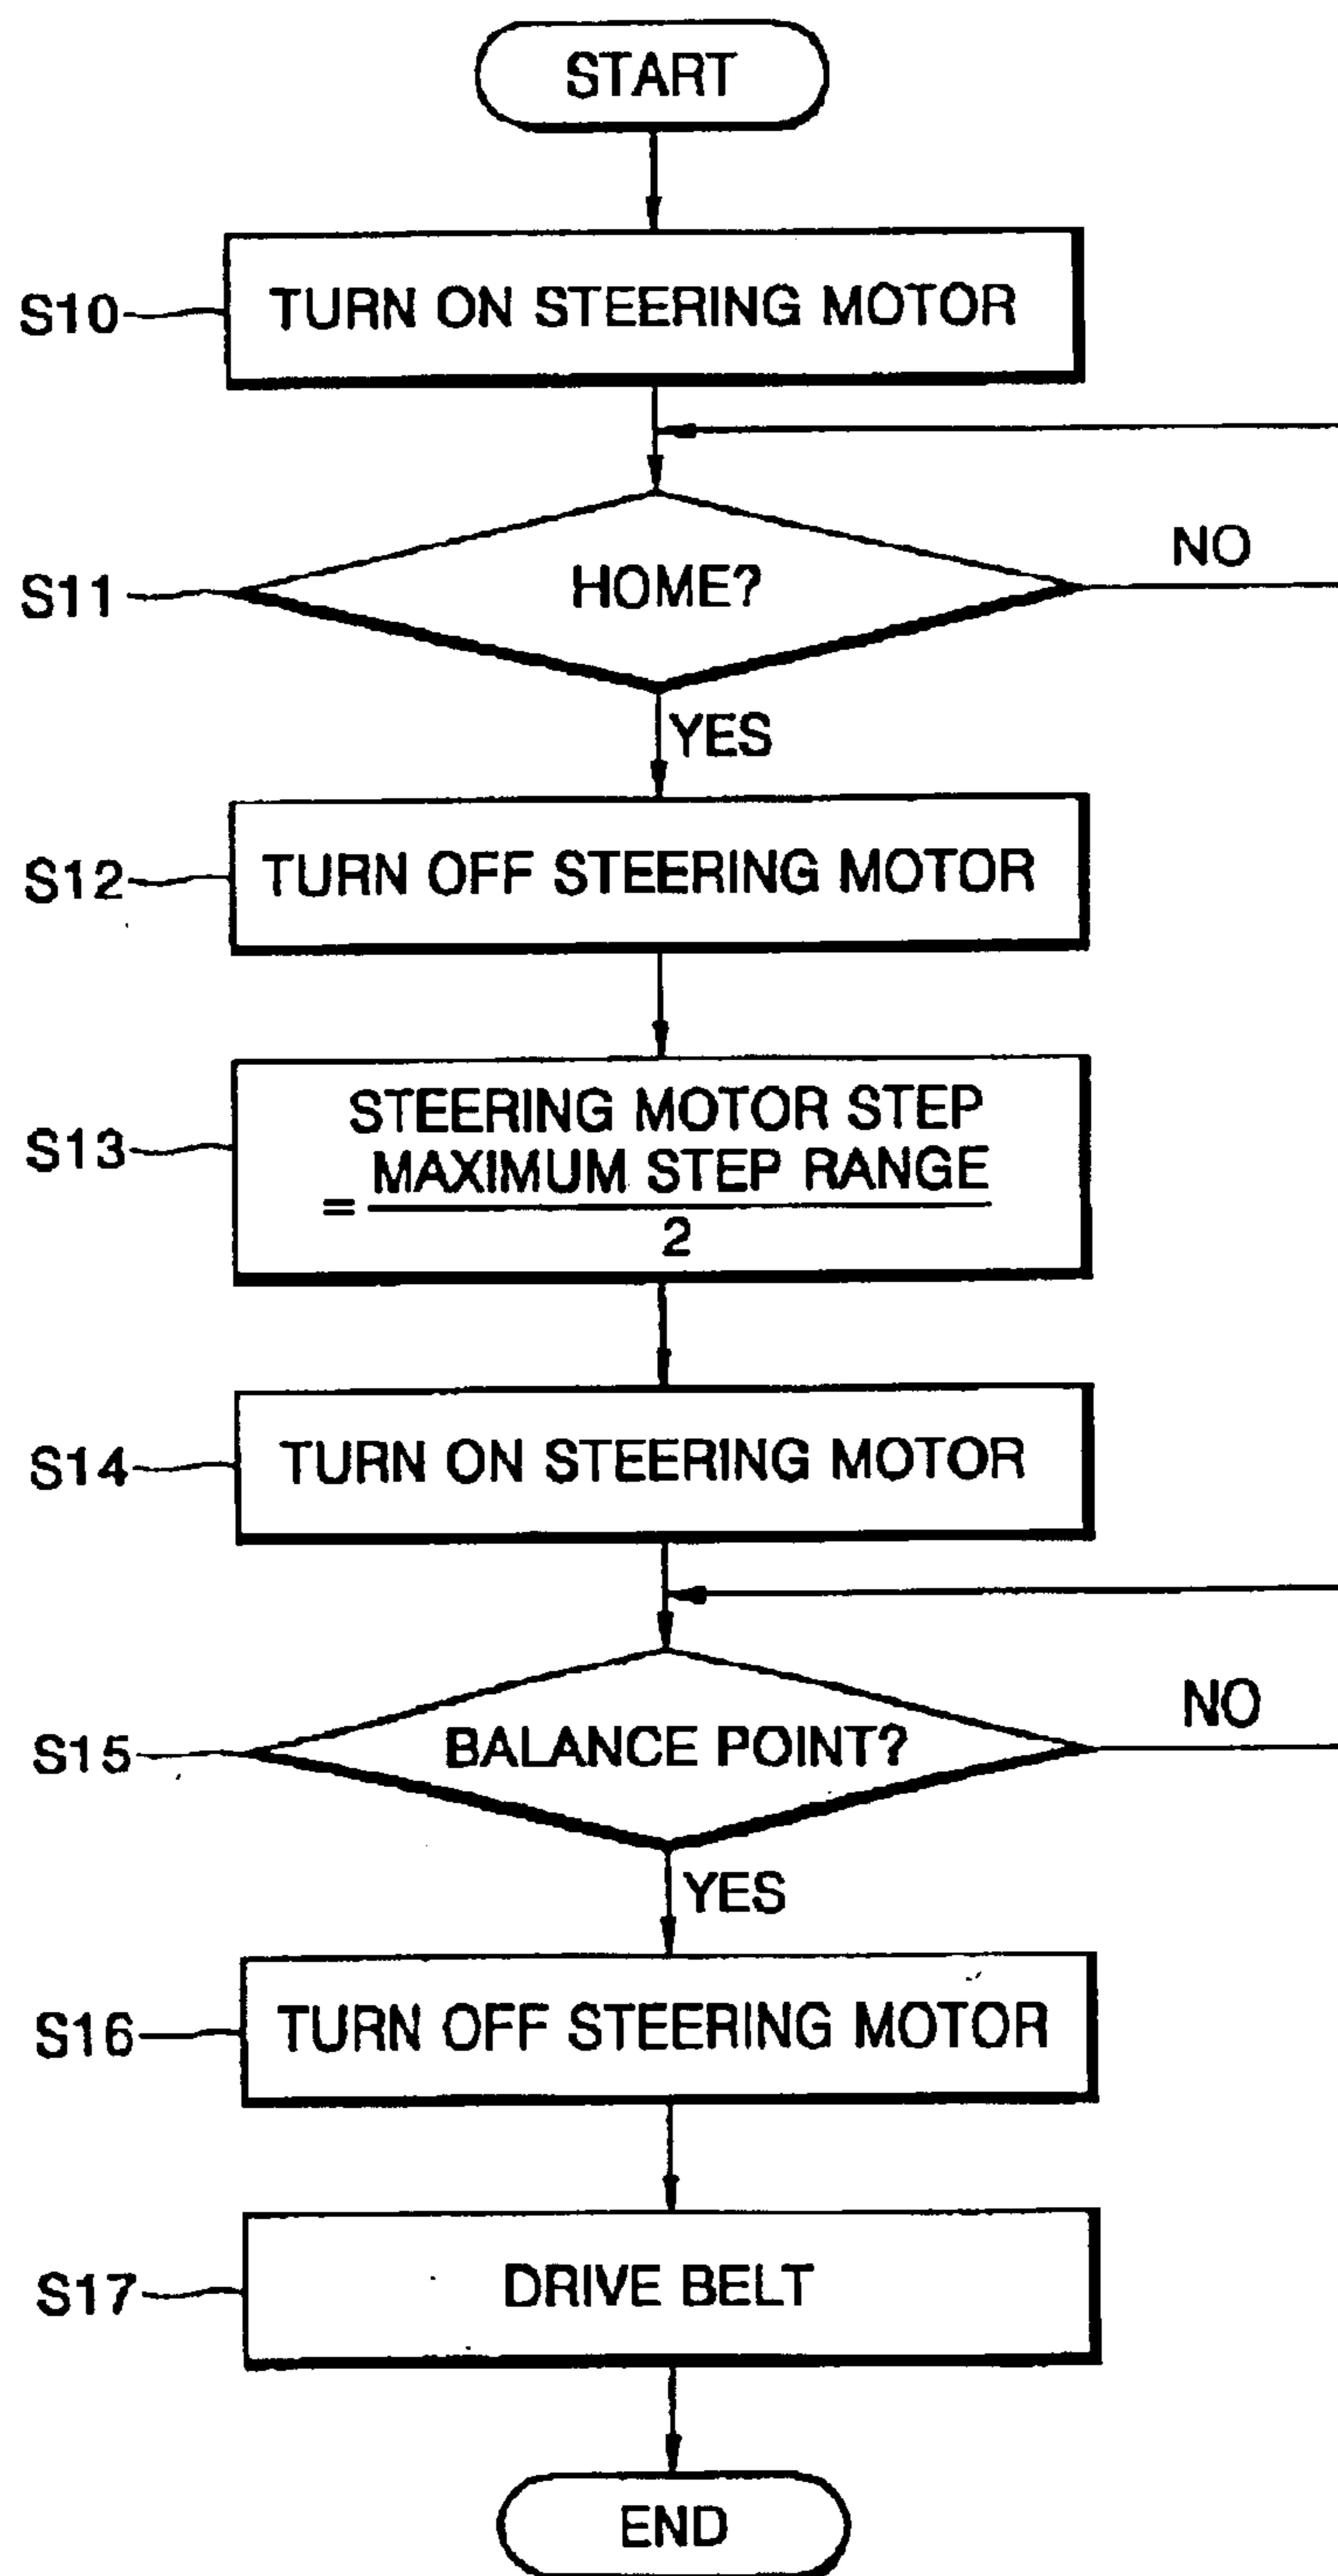 START
S10
TURN ON STEERING MOTOR
S11
HOME?
NO
YES
S12
TURN OFF STEERING MOTOR
S13
STEERING MOTOR STEP
= MAXIMUM STEP RANGE
2
S14
TURN ON STEERING MOTOR
S15
BALANCE POINT?
NO
YES
S16
TURN OFF STEERING MOTOR
S17
DRIVE BELT
END